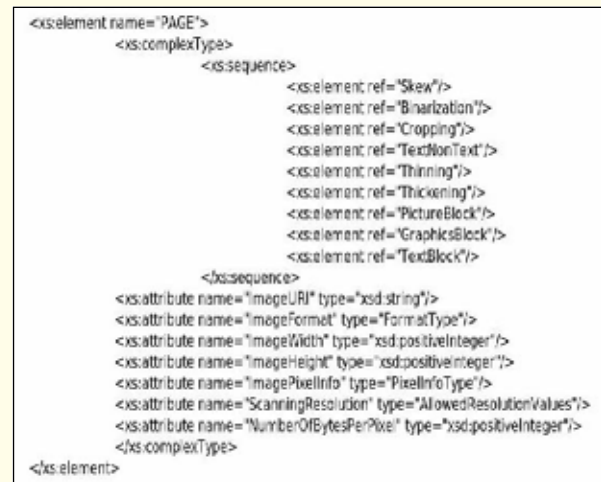 <xs:element name="PAGE">
<xs:complexType>
<xs:sequence>
<xs:element ref="Skew"/>
<xs:element ref="Binarization"/>
<xs:element ref="Cropping"/>
<xs:element ref="TextNonText"/>
<xs:element ref="Thinning"/>
<xs:element ref="Thickening"/>
<xs:element ref="PictureBlock"/>
<xs:element ref="GraphicsBlock"/>
<xs:element ref="TextBlock"/>
</xs:sequence>
<xs:attribute name="ImageURI" type="xsd:string"/>
<xs:attribute name="ImageFormat" type="FormatType"/>
<xs:attribute name="ImageWidth" type="xsd:positiveInteger"/>
<xs:attribute name="ImageHeight" type="xsd:positiveInteger"/>
<xs:attribute name="ImagePixelInfo" type="PixelInfoType"/>
<xs:attribute name="ScanningResolution" type="AllowedResolutionValues"/>
<xs:attribute name="NumberOfBytesPerPixel" type="xsd:positiveInteger"/>
</xs:complexType>
</xs:element>